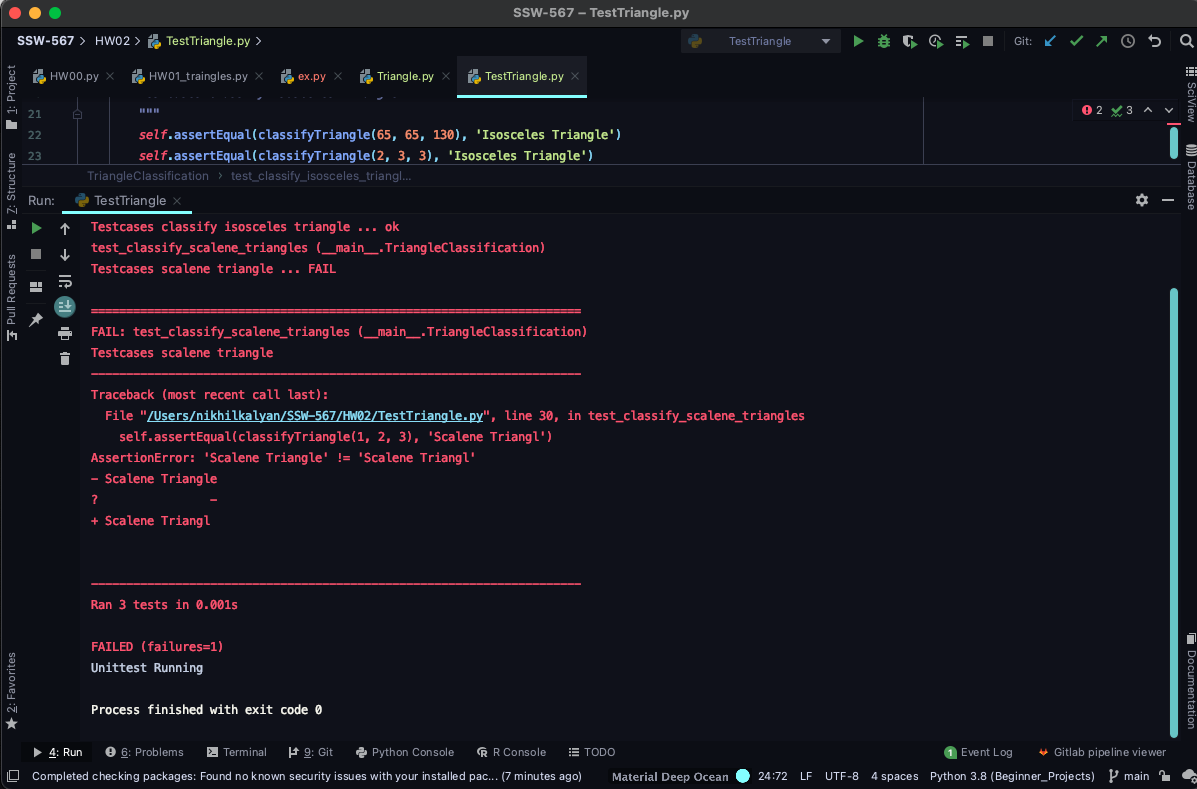 SSW-567 – TestTriangle.py
SSW-567 > HW02 > TestTriangle.py >
TestTriangle
Git:
HW00.py
HW01_traingles.py
ex.py
Triangle.py
TestTriangle.py
21 """
2 3
22 self.assertEqual(classifyTriangle(65, 65, 130), 'Isosceles Triangle')
23 self.assertEqual(classifyTriangle(2, 3, 3), 'Isosceles Triangle')
TriangleClassification > test_classify_isosceles_triangl...
Run: TestTriangle
Testcases classify isosceles triangle ... ok
test_classify_scalene_triangles (__main__.TriangleClassification)
Testcases scalene triangle ... FAIL
======================================================================
FAIL: test_classify_scalene_triangles (__main__.TriangleClassification)
Testcases scalene triangle
----------------------------------------------------------------------
Traceback (most recent call last):
File "/Users/nikhilkalyan/SSW-567/HW02/TestTriangle.py", line 30, in test_classify_scalene_triangles
self.assertEqual(classifyTriangle(1, 2, 3), 'Scalene Triangl')
AssertionError: 'Scalene Triangle' != 'Scalene Triangl'
- Scalene Triangle
? -
+ Scalene Triangl
----------------------------------------------------------------------
Ran 3 tests in 0.001s
FAILED (failures=1)
Unittest Running
Process finished with exit code 0
1: Project
Z: Structure
Pull Requests
2: Favorites
SciView
Database
Documentation
4: Run
6: Problems
Terminal
9: Git
Python Console
R Console
TODO
1 Event Log
Gitlab pipeline viewer
Completed checking packages: Found no known security issues with your installed pac... (7 minutes ago)
Material Deep Ocean
24:72
LF
UTF-8
4 spaces
Python 3.8 (Beginner_Projects)
main